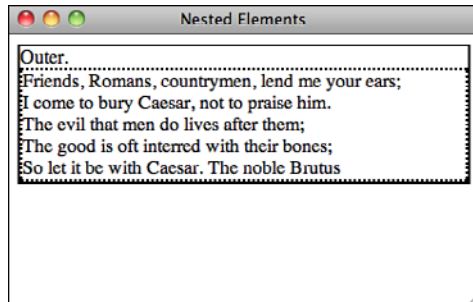 Nested Elements
Outer.
Friends, Romans, countrymen, lend me your ears;
I come to bury Caesar, not to praise him.
The evil that men do lives after them;
The good is oft interred with their bones;
So let it be with Caesar. The noble Brutus